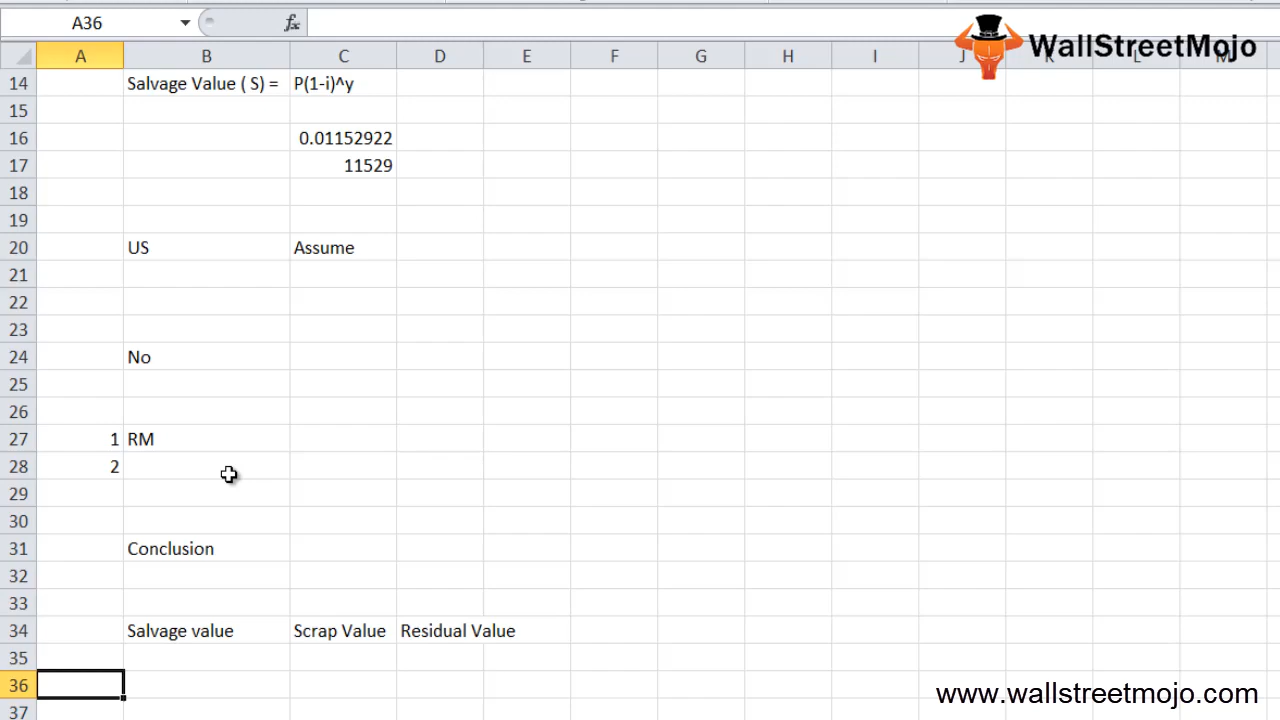 A36 fx
WallStreetMojo
A B C D E F G H I J K L M
14 Salvage Value ( S) = P(1-i)^y
15
16 0.01152922
17 11529
18
19
20 US Assume
21
22
23
24 No
25
26
27 1 RM
28 2
29
30
31 Conclusion
32
33
34 Salvage value Scrap Value Residual Value
35
36
37
www.wallstreetmojo.com